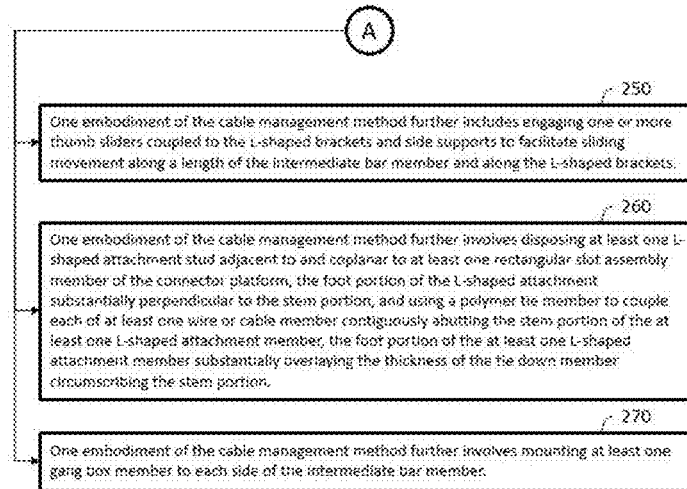 A
250
One embodiment of the cable management method further includes engaging one or more
thumb sliders coupled to the L-shaped brackets and side supports to facilitate sliding
movement along a length of the intermediate bar member and along the L-shaped brackets.
260
One embodiment of the cable management method further involves disposing at least one L-
shaped attachment stud adjacent to and coplanar to at least one rectangular slot assembly
member of the connector platform, the foot portion of the L-shaped attachment
substantially perpendicular to the stem portion, and using a polymer tie member to couple
each of at least one wire or cable member contiguously abutting the stem portion of the at
least one L-shaped attachment member, the foot portion of the at least one L-shaped
attachment member substantially overlaying the thickness of the tie down member
circumscribing the stem portion.
270
One embodiment of the cable management method further involves mounting at least one
gang box member to each side of the intermediate bar member.